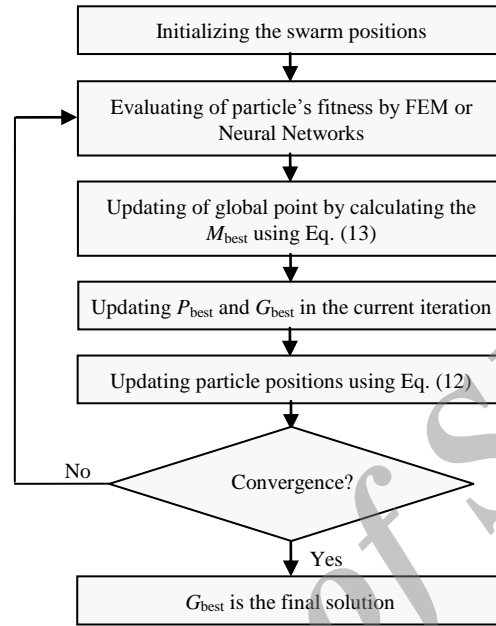 Initializing the swarm positions
Evaluating of particle's fitness by FEM or
Neural Networks
Updating of global point by calculating the
Mbest using Eq. (13)
Updating Pbest and Gbest in the current iteration
Updating particle positions using Eq. (12)
Convergence?
No
Yes
Gbest is the final solution
of S